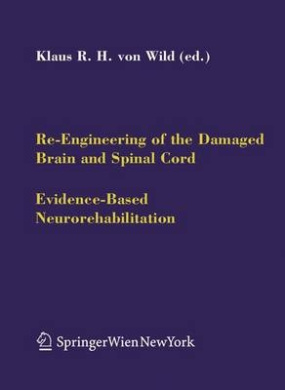 Klaus R. H. von Wild (ed.)
Re-Engineering of the Damaged
Brain and Spinal Cord
Evidence-Based
Neurorehabilitation
SpringerWienNewYork